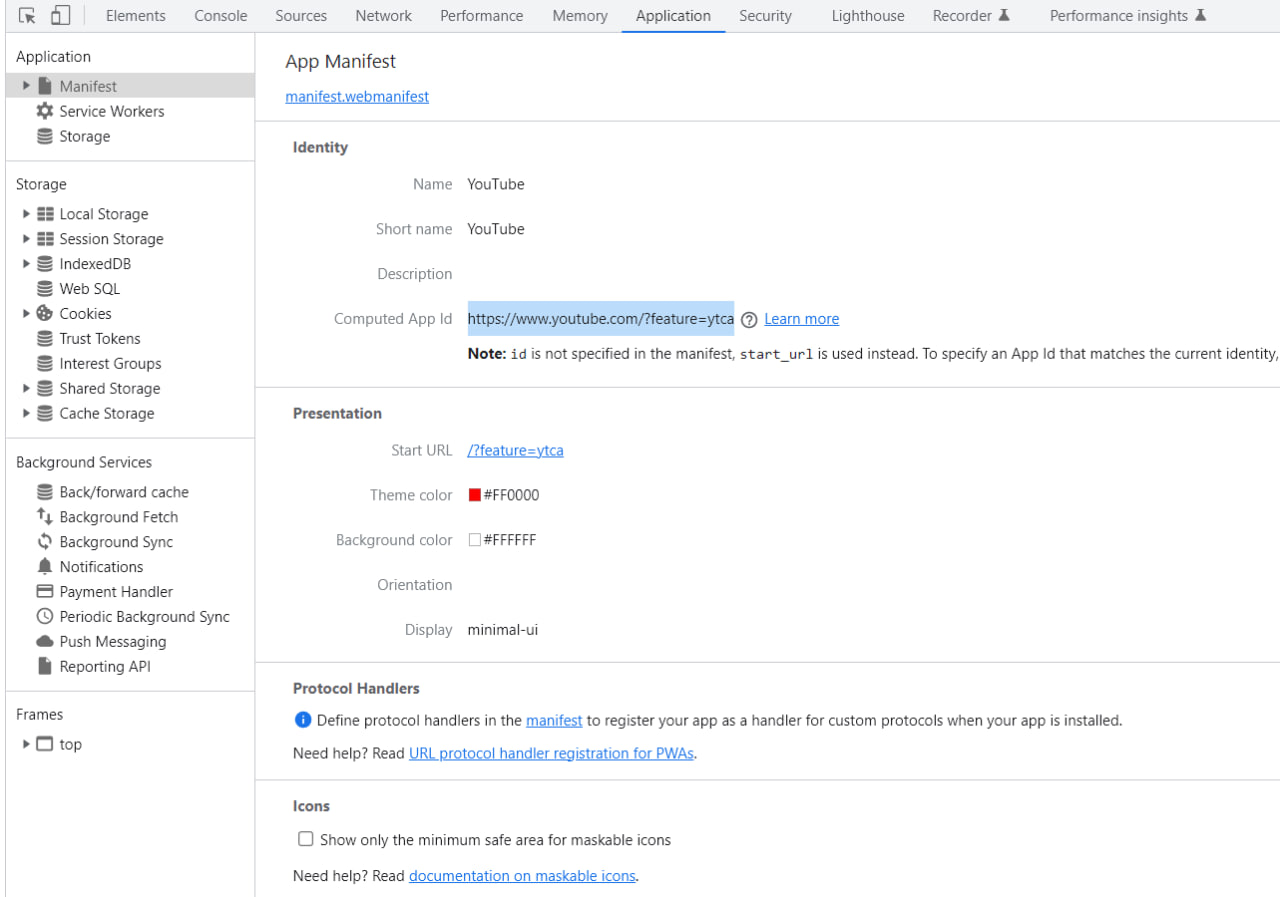 Elements Console Sources Network Performance Memory Application Security Lighthouse Recorder Performance insights
Application
Manifest
Service Workers
Storage
Storage
Local Storage
Session Storage
IndexedDB
Web SQL
Cookies
Trust Tokens
Interest Groups
Shared Storage
Cache Storage
Background Services
Back/forward cache
Background Fetch
Background Sync
Notifications
Payment Handler
Periodic Background Sync
Push Messaging
Reporting API
Frames
top
App Manifest
manifest.webmanifest
Identity
Name YouTube
Short name YouTube
Description
Computed App Id https://www.youtube.com/?feature=ytca ? Learn more
Note: id is not specified in the manifest, start_url is used instead. To specify an App Id that matches the current identity,
Presentation
Start URL /?feature=ytca
Theme color #FF0000
Background color #FFFFFF
Orientation
Display minimal-ui
Protocol Handlers
Define protocol handlers in the manifest to register your app as a handler for custom protocols when your app is installed.
Need help? Read URL protocol handler registration for PWAs.
Icons
Show only the minimum safe area for maskable icons
Need help? Read documentation on maskable icons.